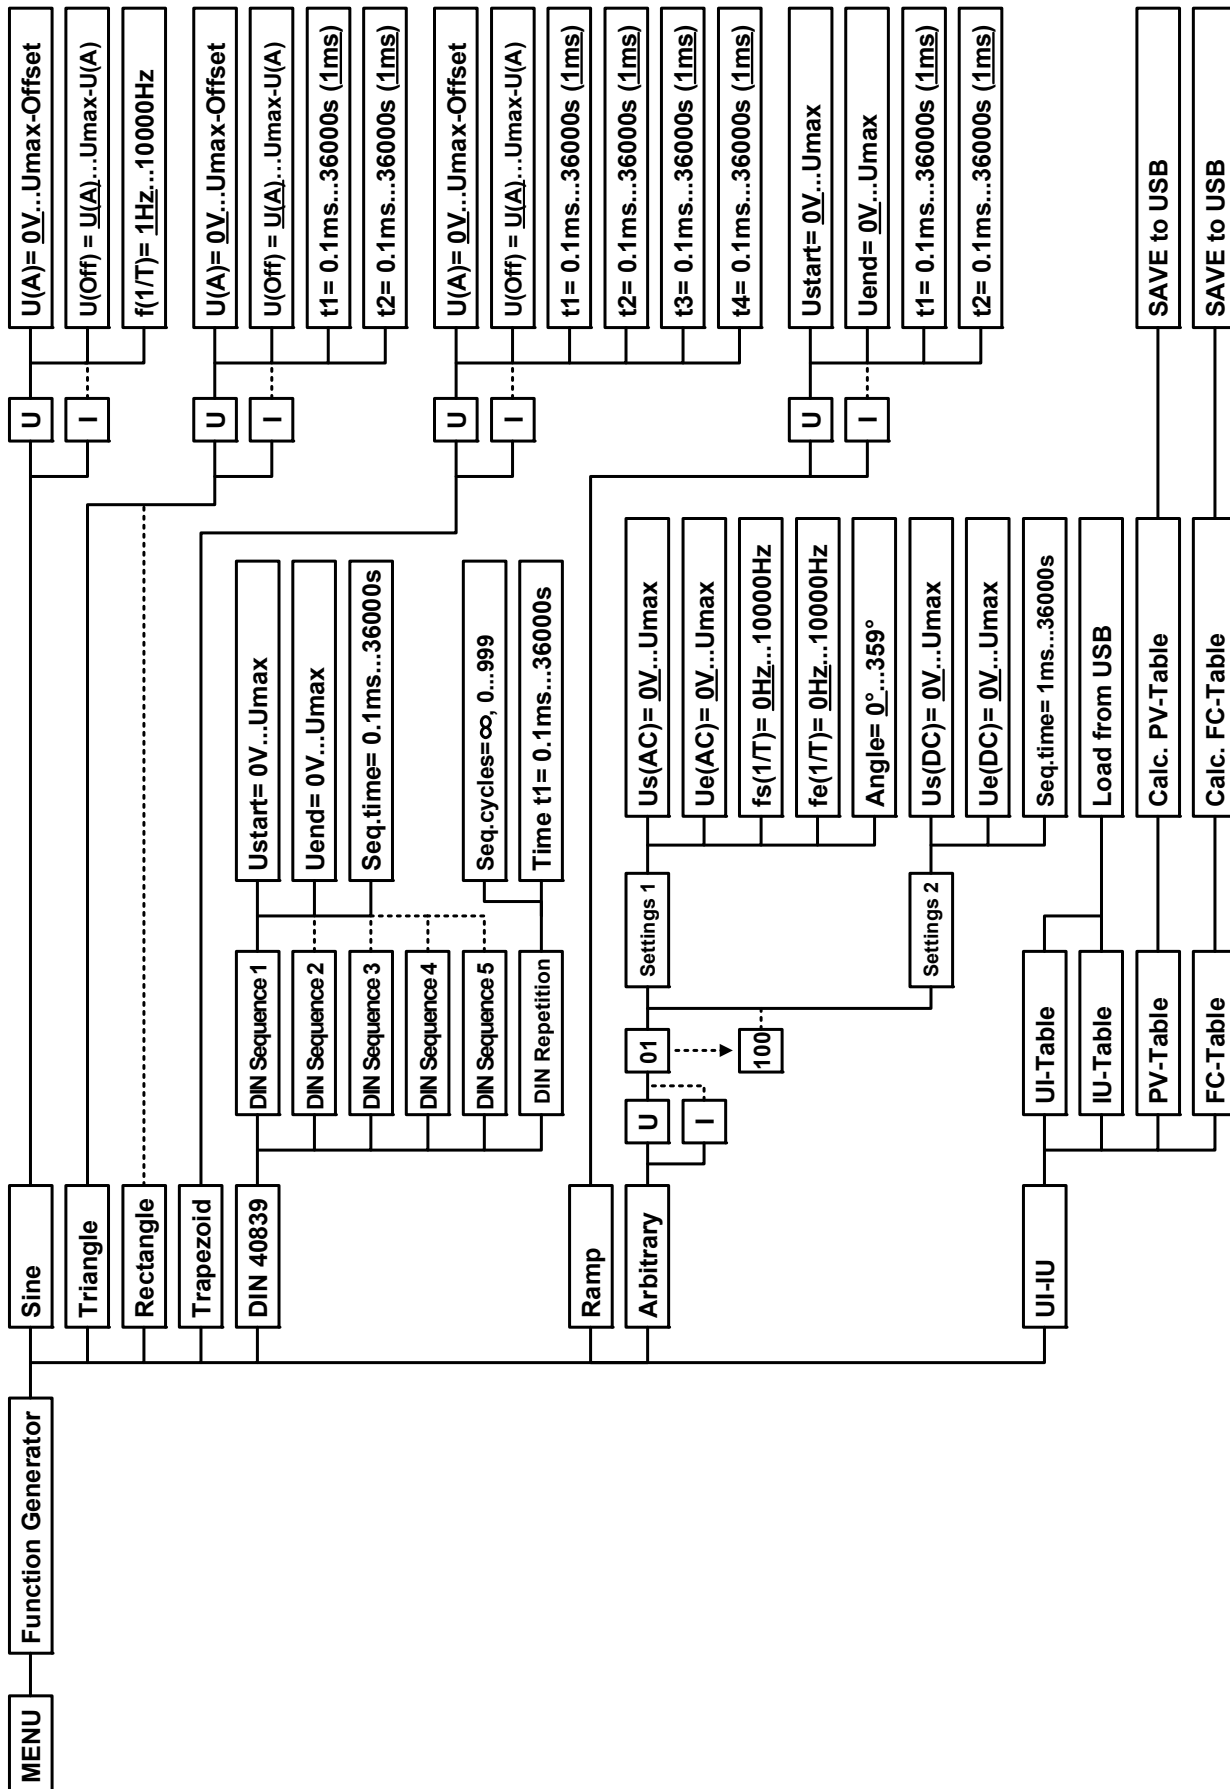 MENU
Function Generator
Sine
U
I
U(A)= 0V...Umax-Offset
U(Off) = U(A)...Umax-U(A)
f(1/T)= 1Hz...10000Hz
Triangle
Rectangle
U
I
U(A)= 0V...Umax-Offset
U(Off) = U(A)...Umax-U(A)
t1= 0.1ms...36000s (1ms)
t2= 0.1ms...36000s (1ms)
Trapezoid
U
I
U(A)= 0V...Umax-Offset
U(Off) = U(A)...Umax-U(A)
t1= 0.1ms...36000s (1ms)
t2= 0.1ms...36000s (1ms)
t3= 0.1ms...36000s (1ms)
t4= 0.1ms...36000s (1ms)
DIN 40839
DIN Sequence 1
DIN Sequence 2
DIN Sequence 3
DIN Sequence 4
DIN Sequence 5
DIN Repetition
Ustart= 0V...Umax
Uend= 0V...Umax
Seq.time= 0.1ms...36000s
Seq.cycles=∞, 0...999
Time t1= 0.1ms...36000s
Ramp
U
I
Ustart= 0V...Umax
Uend= 0V...Umax
t1= 0.1ms...36000s (1ms)
t2= 0.1ms...36000s (1ms)
Arbitrary
U
I
01
100
Settings 1
Us(AC)= 0V...Umax
Ue(AC)= 0V...Umax
fs(1/T)= 0Hz...10000Hz
fe(1/T)= 0Hz...10000Hz
Angle= 0°...359°
Settings 2
Us(DC)= 0V...Umax
Ue(DC)= 0V...Umax
Seq.time= 1ms...36000s
UI-IU
UI-Table
IU-Table
Load from USB
PV-Table
Calc. PV-Table
SAVE to USB
FC-Table
Calc. FC-Table
SAVE to USB